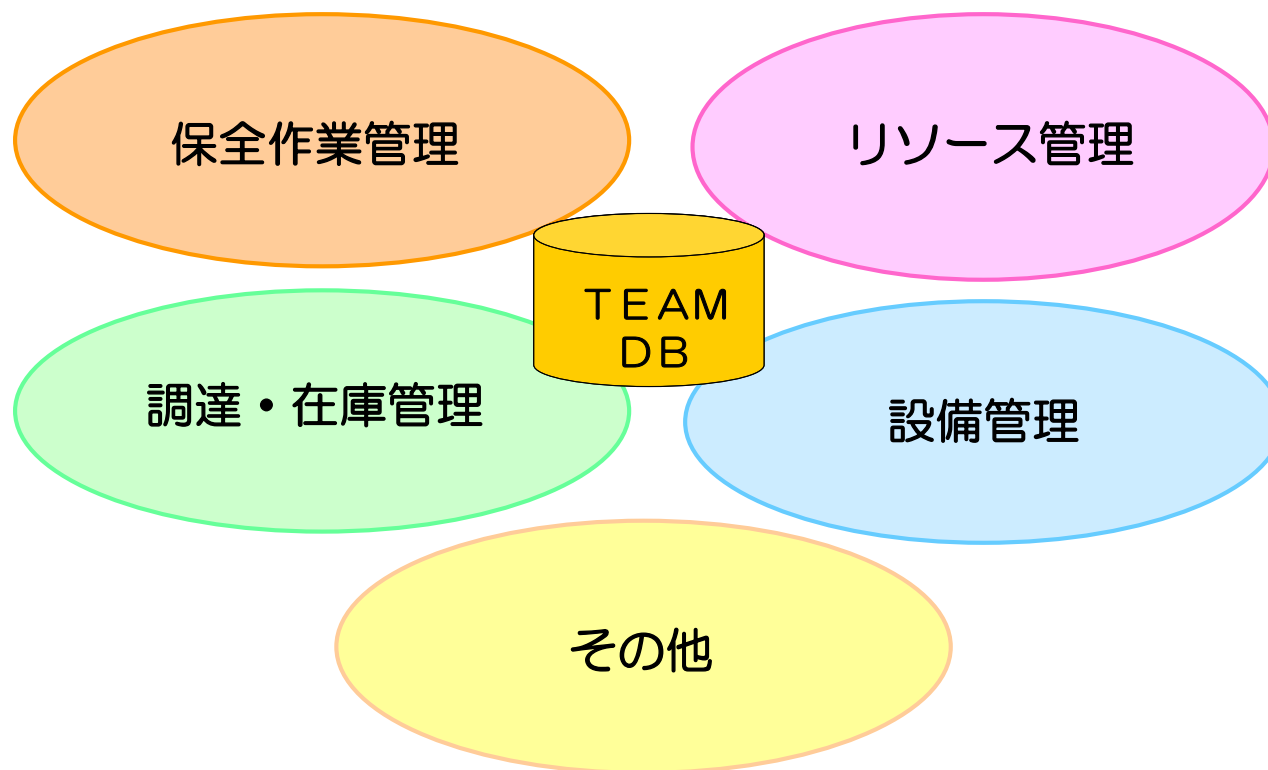 保全作業管理
リソース管理
ＴＥＡＭ
ＤＢ
調達・在庫管理
設備管理
その他